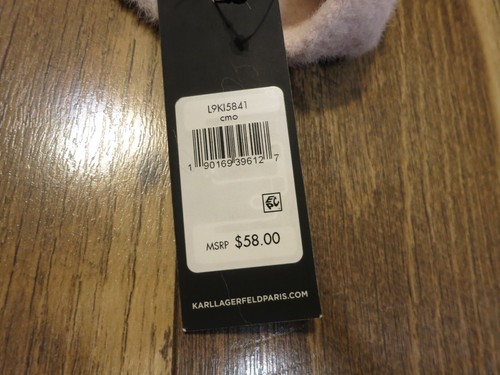 L9KI5841
cmo
1 90169 39612 7
MSRP $58.00
KARLLAGERFELDPARIS.COM